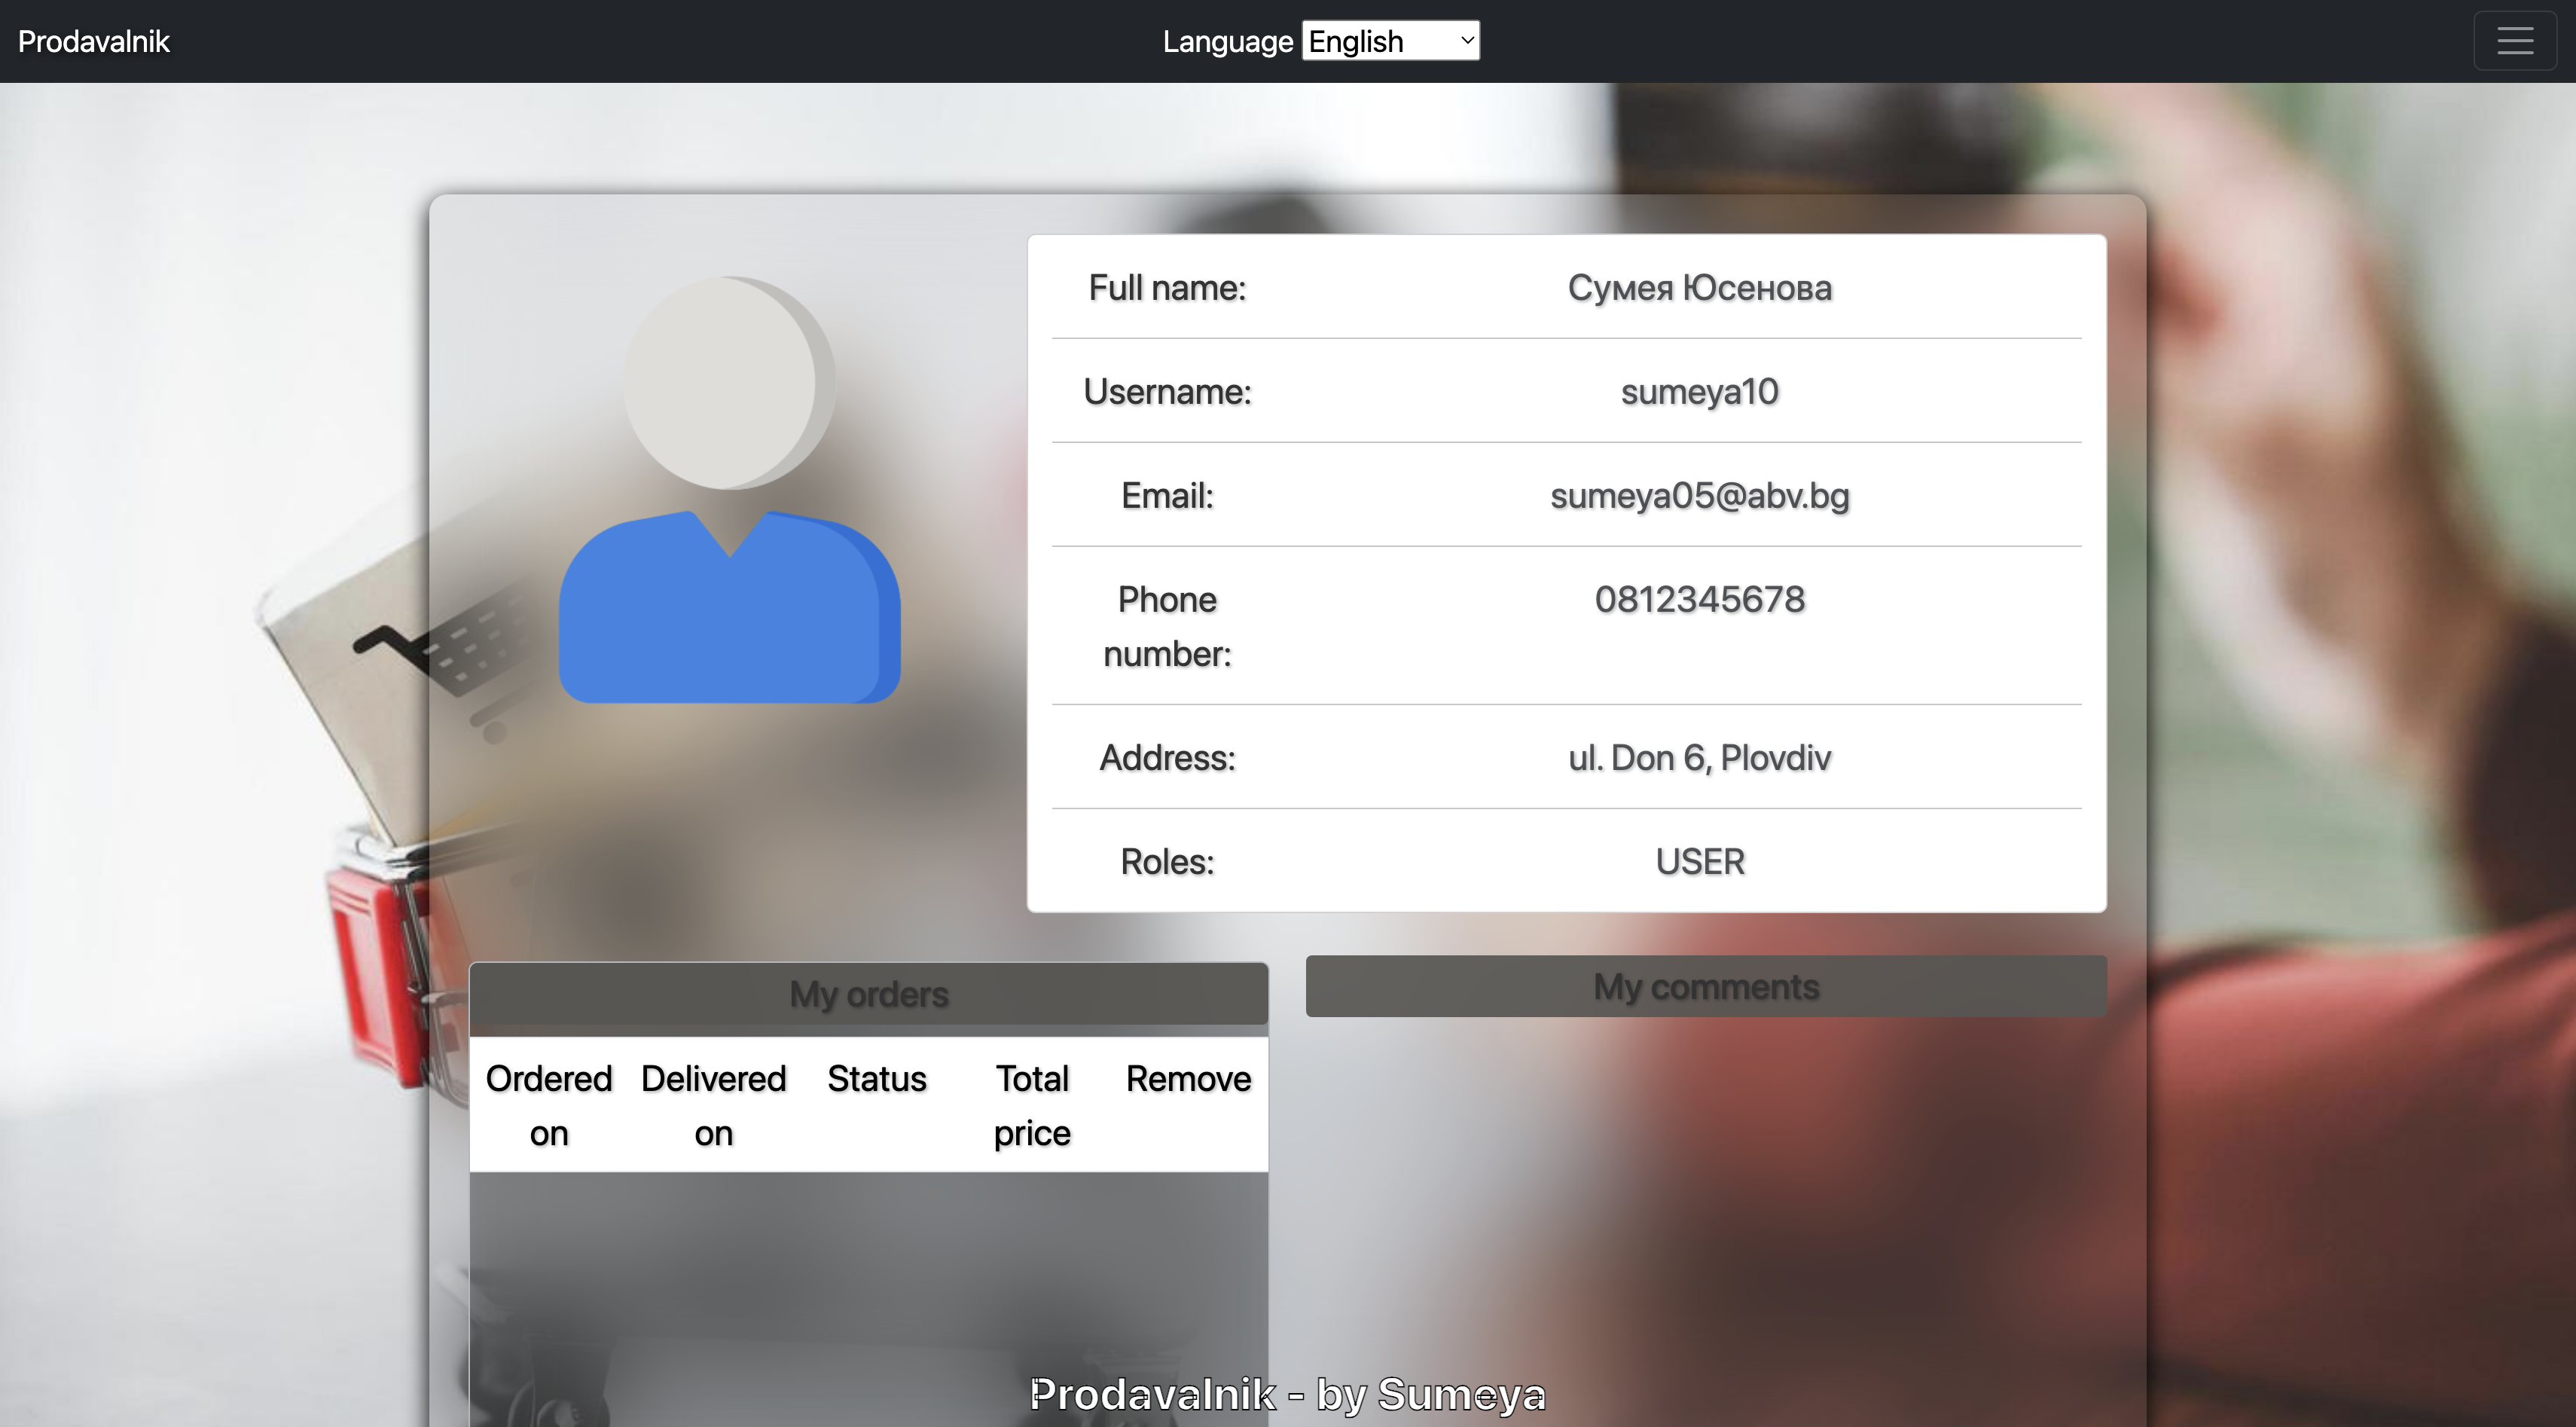 Prodavalnik
Language English
Full name: Сумея Юсенова
Username: sumeya10
Email: sumeya05@abv.bg
Phone 0812345678
number:
Address: ul. Don 6, Plovdiv
Roles: USER
My orders
My comments
Ordered Delivered Status Total Remove
on on price
Prodavalnik - by Sumeya